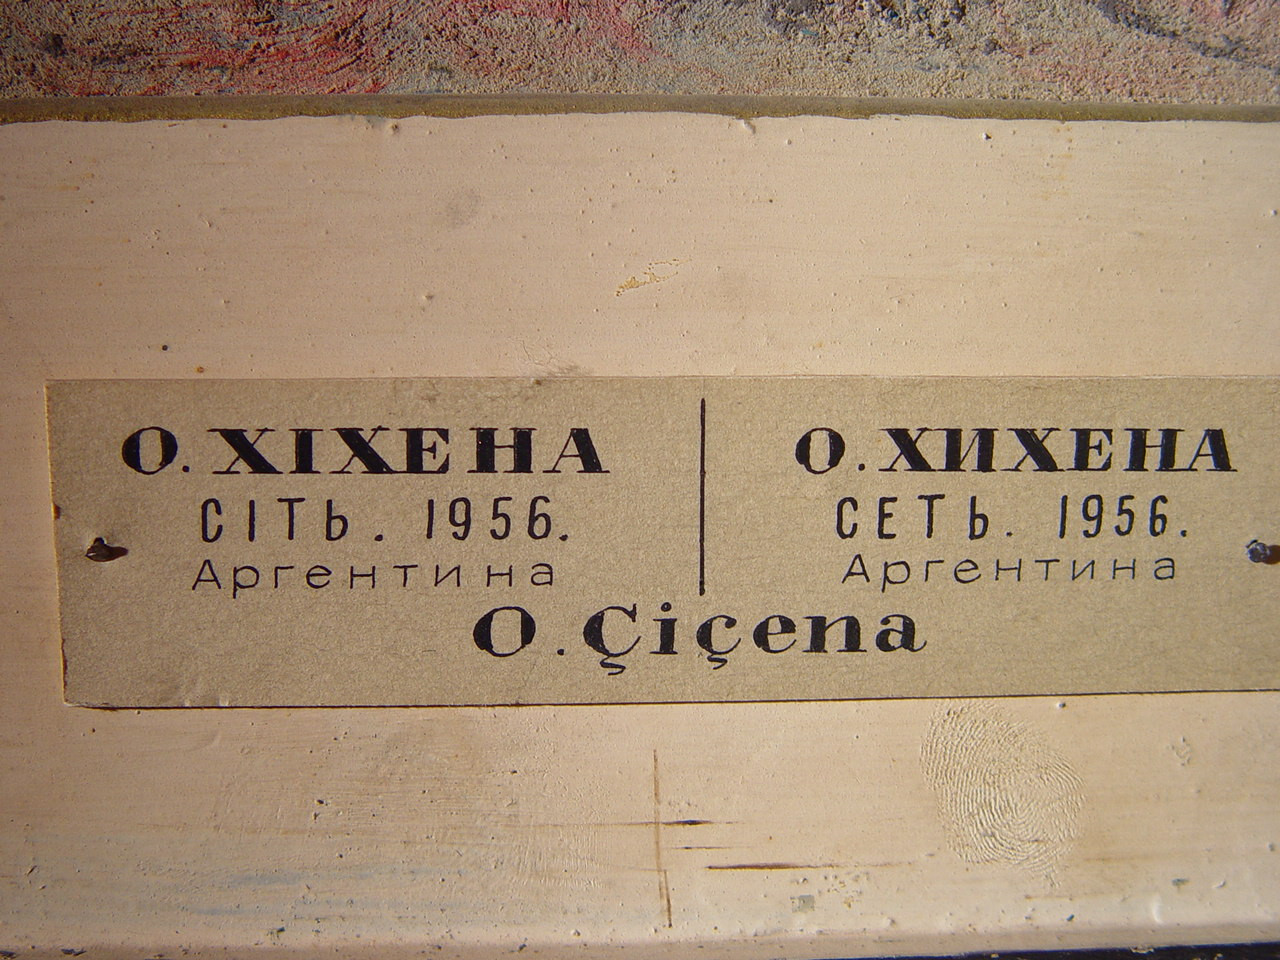 О. ХІХЕНА
СІТЬ. 1956.
Аргентина
О. ХИХЕНА
СЕТЬ. 1956.
Аргентина
O. Çiçena